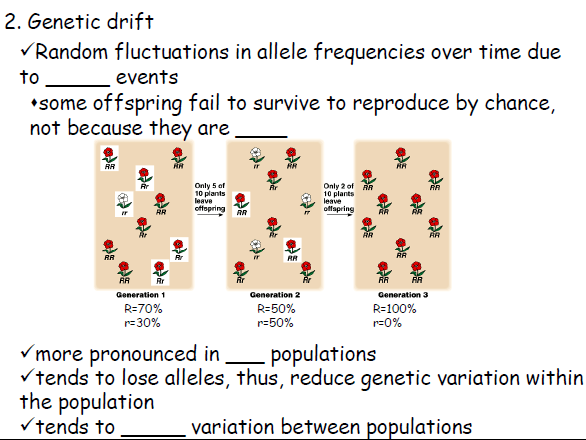 2. Genetic drift
✓Random fluctuations in allele frequencies over time due
to ______ events
♦some offspring fail to survive to reproduce by chance,
not because they are _____
RR
RR
Rr
rr
RR
Rr
RR
Rr
RR
Rr
Generation 1
R=70%
r=30%
Only 5 of
10 plants
leave
offspring
rr
RR
Rr
RR
rr
Rr
rr
RR
Rr
Rr
Generation 2
R=50%
r=50%
Only 2 of
10 plants
leave
offspring
RR
RR
RR
RR
RR
RR
RR
RR
RR
RR
Generation 3
R=100%
r=0%
✓more pronounced in ____ populations
✓tends to lose alleles, thus, reduce genetic variation within
the population
✓tends to ______ variation between populations